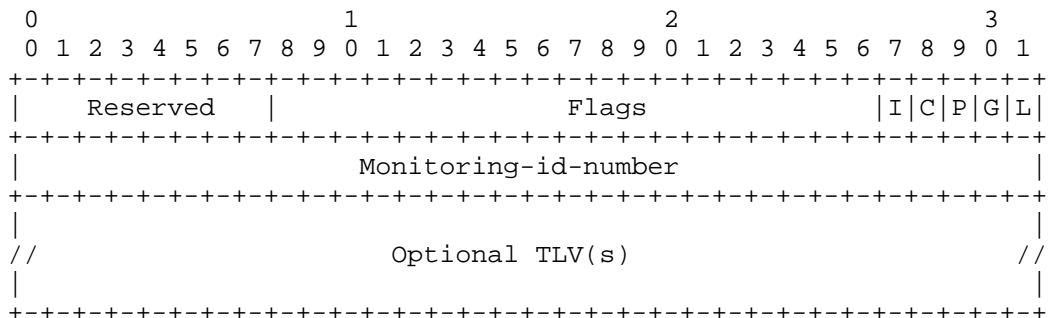 0                   1                   2                   3
 0 1 2 3 4 5 6 7 8 9 0 1 2 3 4 5 6 7 8 9 0 1 2 3 4 5 6 7 8 9 0 1
+-+-+-+-+-+-+-+-+-+-+-+-+-+-+-+-+-+-+-+-+-+-+-+-+-+-+-+-+-+-+-+-+
|    Reserved   |                  Flags              |I|C|P|G|L|
+-+-+-+-+-+-+-+-+-+-+-+-+-+-+-+-+-+-+-+-+-+-+-+-+-+-+-+-+-+-+-+-+
|                     Monitoring-id-number                      |
+-+-+-+-+-+-+-+-+-+-+-+-+-+-+-+-+-+-+-+-+-+-+-+-+-+-+-+-+-+-+-+-+
|                                                               |
//                      Optional TLV(s)                        //
|                                                               |
+-+-+-+-+-+-+-+-+-+-+-+-+-+-+-+-+-+-+-+-+-+-+-+-+-+-+-+-+-+-+-+-+